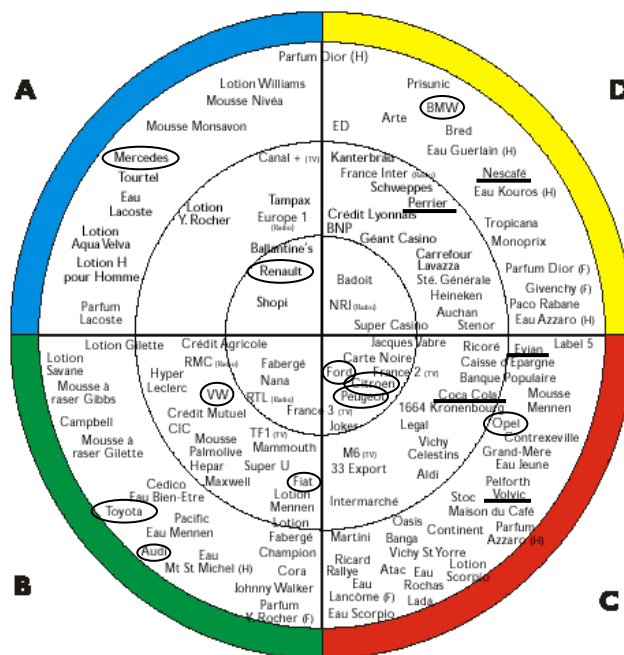 A
D
Parfum Dior (H)
Lotion Williams
Mousse Nivéa
Mousse Monsavon
Mercedes
Tourtel
Eau
Lacoste
Lotion
Aqua Velva
Lotion H
pour Homme
Parfum
Lacoste
Lotion
Y. Rocher
Canal + (TV)
Tampax
Europe 1
(Radio)
Ballantine's
Renault
Shopi
Prisunic
BMW
Arte
ED
Bred
Eau Guerlain (H)
Kanterbräu
France Inter (Radio)
Schweppes
Nescafé
Eau Kouros (H)
Perrier
Crédit Lyonnais
BNP
Géant Casino
Tropicana
Monoprix
Carrefour
Lavazza
Sté. Générale
Heineken
Auchan
Stenor
Parfum Dior (F)
Givenchy (F)
Paco Rabane
Eau Azzaro (H)
Badoit
NRJ (Radio)
Super Casino
Lotion Gilette
Lotion
Savane
Mousse à
raser Gibbs
Campbell
Mousse à
raser Gilette
Crédit Agricole
RMC (Radio)
Hyper
Leclerc
VW
Fabergé
Nana
RTL (Radio)
Crédit Mutuel
CIC
France 3 (TV)
Mousse
Palmolive
Hepar
Maxwell
TF1 (TV)
Mammouth
Super U
Fiat
Lotion
Mennen
Cedico
Eau Bien-Etre
Toyota
Pacific
Eau Mennen
Audi
Eau
Mt St Michel (H)
Lotion
Fabergé
Champion
Cora
Johnny Walker
Parfum
Y. Rocher (F)
Jacques Vabre
Carte Noire
Ford
France 2 (TV)
Citroen
Peugeot
Ricoré
Evian
Label 5
Caisse d'Epargne
Banque Populaire
Coca Cola
Mousse
Mennen
1664 Kronenbourg
Opel
Joker
Legal
Contrexeville
Vichy
Celestins
Grand-Mère
Eau Jeune
M6 (TV)
33 Export
Aldi
Pelforth
Volvic
Intermarché
Stoc
Maison du Café
Oasis
Banga
Continent
Parfum
Azzaro (H)
Martini
Vichy St Yorre
Ricard
Rallye
Atac
Eau
Rochas
Lotion
Scorpio
Eau
Lancôme (F)
Lada
Eau Scorpio
B
C